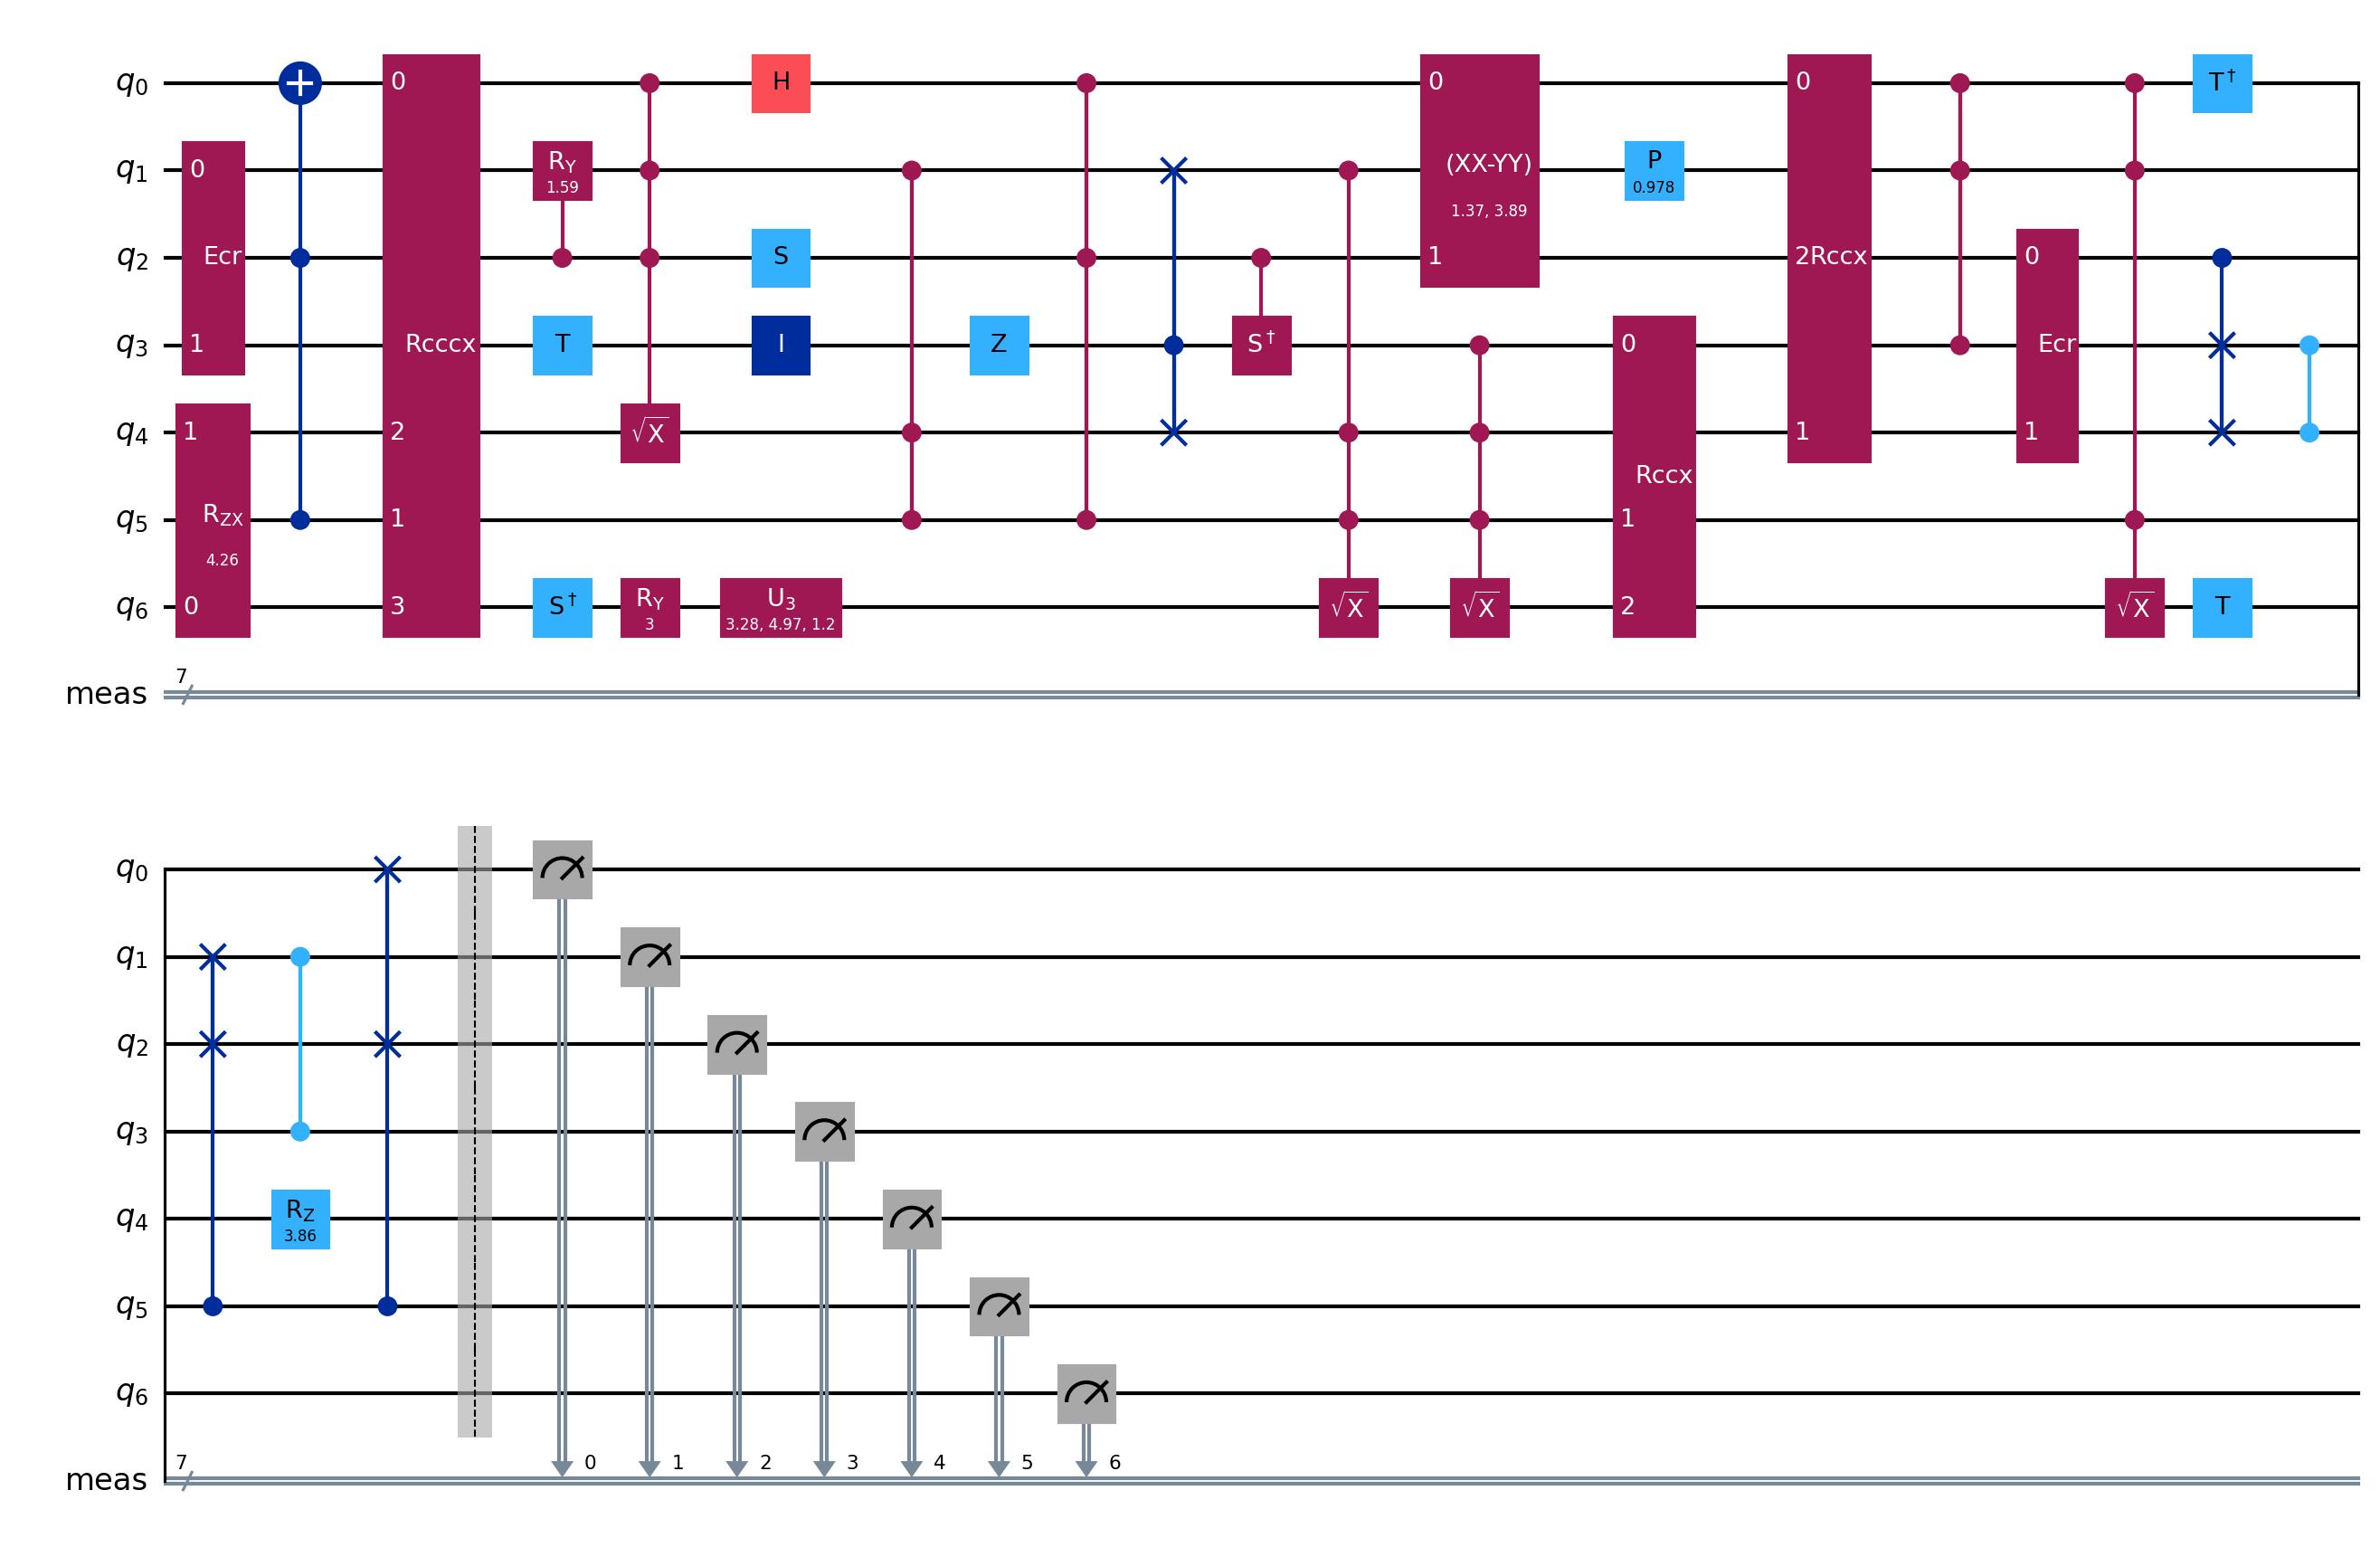 q0 0 H 0 0 T†
q1 0 RY 1.59 (XX-YY) 1.37, 3.89 P 0.978
q2 Ecr S 1 2Rccx 0
q3 1 Rcccx T I Z S† 0 Ecr
q4 1 2 √X 1 1
q5 RZX 4.26 1 Rccx 1
q6 0 3 S† RY 3 U3 3.28, 4.97, 1.2 √X √X 2 √X T
meas 7
q0
q1
q2
q3
q4 RZ 3.86
q5
q6
meas 7 0 1 2 3 4 5 6